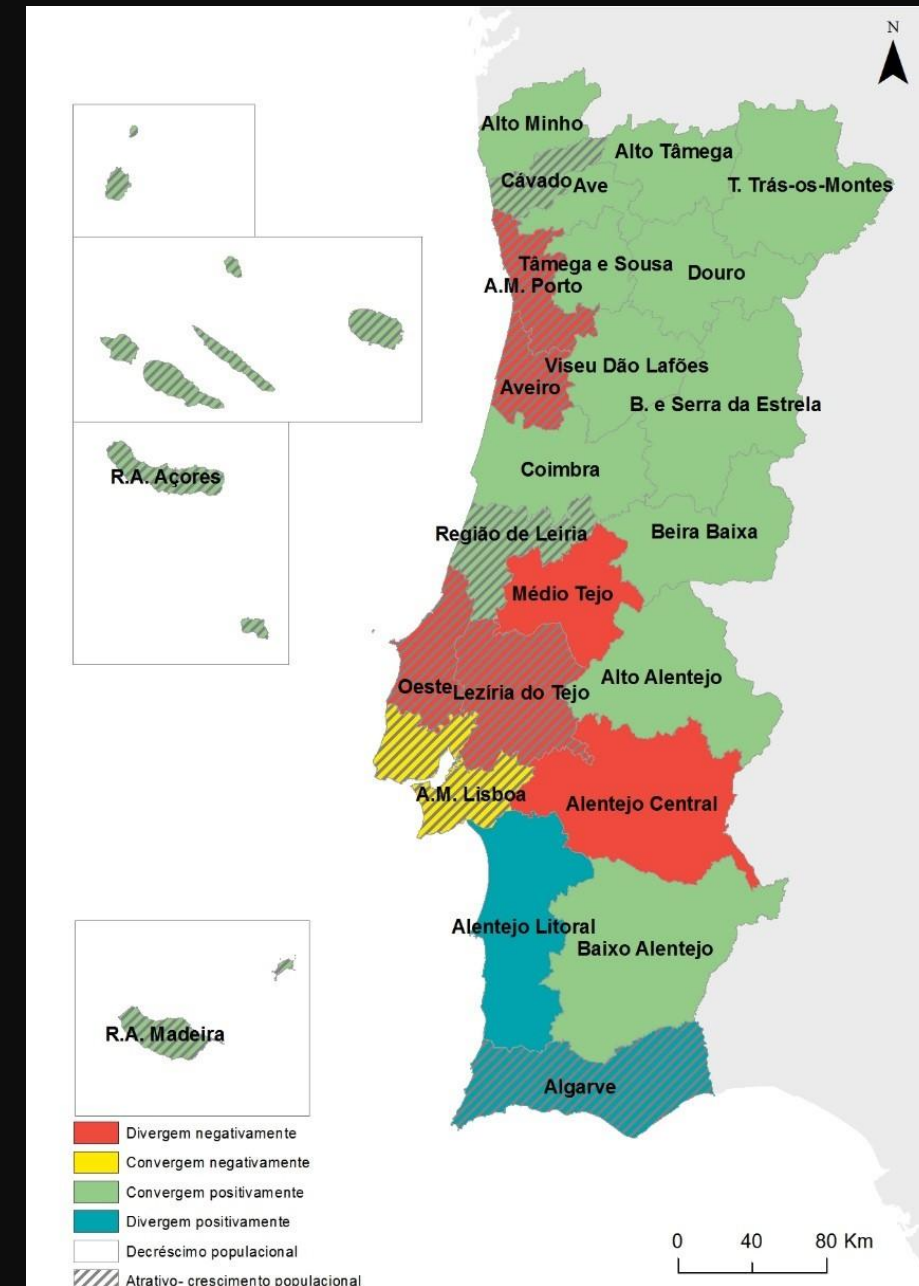 N
Alto Minho
Alto Tâmega
Cávado
Ave
T. Trás-os-Montes
Tâmega e Sousa
Douro
A.M. Porto
Viseu Dão Lafões
Aveiro
B. e Serra da Estrela
Coimbra
R.A. Açores
Região de Leiria
Beira Baixa
Médio Tejo
Alto Alentejo
Oeste
Lezíria do Tejo
A.M. Lisboa
Alentejo Central
Alentejo Litoral
Baixo Alentejo
R.A. Madeira
Algarve
Divergem negativamente
Convergem negativamente
Convergem positivamente
Divergem positivamente
Decréscimo populacional
Atrativo- crescimento populacional
0 40 80 Km